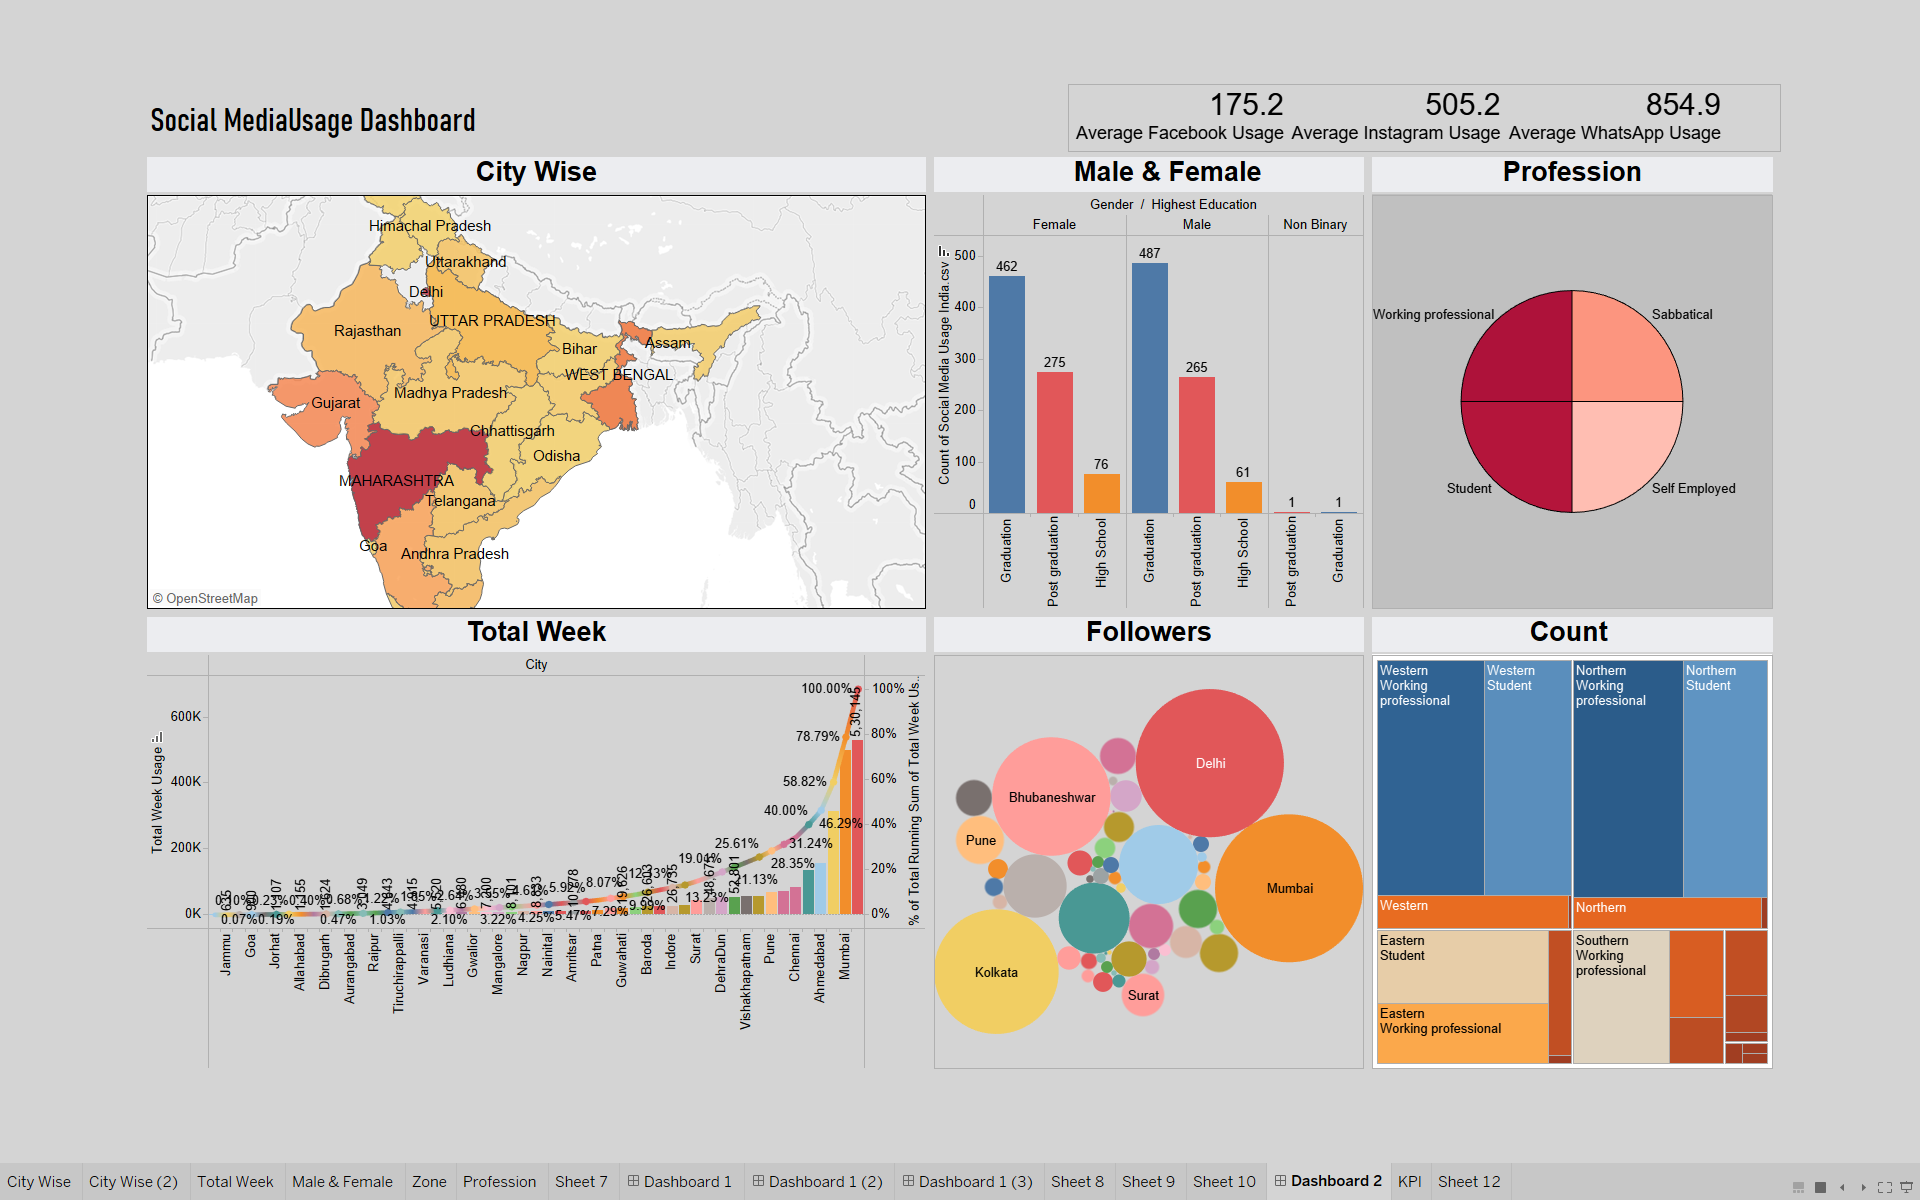 Social MediaUsage Dashboard
175.2
505.2
854.9
Average Facebook Usage
Average Instagram Usage
Average WhatsApp Usage
City Wise
Himachal Pradesh
Uttarakhand
Delhi
UTTAR PRADESH
Rajasthan
Assam
Bihar
WEST BENGAL
Madhya Pradesh
Gujarat
Chhattisgarh
Odisha
MAHARASHTRA
Telangana
Goa
Andhra Pradesh
© OpenStreetMap
Male & Female
Gender / Highest Education
Female
Male
Non Binary
Count of Social Media Usage India.csv
500
400
300
200
100
0
462
275
76
487
265
61
1
1
Graduation
Post graduation
High School
Graduation
Post graduation
High School
Post graduation
Graduation
Profession
Working professional
Sabbatical
Student
Self Employed
Total Week
City
Total Week Usage
600K
400K
200K
0K
100.00%
78.79%
58.82%
40.00%
46.29%
31.24%
25.61%
28.35%
19.04%
21.13%
13.23%
12.33%
9.99%
8.07%
7.29%
5.92%
5.47%
4.25%
3.22%
2.64%
2.10%
1.22%
1.03%
0.68%
0.47%
0.40%
0.23%
0.19%
0.07%
5,30,145
52,801
48,675
26,735
19,626
100%
80%
60%
40%
20%
0%
% of Total Running Sum of Total Week Us..
Jammu
Goa
Jorhat
Allahabad
Dibrugarh
Aurangabad
Raipur
Tiruchirappalli
Varanasi
Ludhiana
Gwalior
Mangalore
Nagpur
Nainital
Amritsar
Patna
Guwahati
Baroda
Indore
Surat
DehraDun
Vishakhapatnam
Pune
Chennai
Ahmedabad
Mumbai
Followers
Delhi
Bhubaneshwar
Pune
Mumbai
Kolkata
Surat
Count
Western
Working
professional
Western
Student
Northern
Working
professional
Northern
Student
Western
Northern
Eastern
Student
Southern
Working
professional
Eastern
Working professional
City Wise
City Wise (2)
Total Week
Male & Female
Zone
Profession
Sheet 7
Dashboard 1
Dashboard 1 (2)
Dashboard 1 (3)
Sheet 8
Sheet 9
Sheet 10
Dashboard 2
KPI
Sheet 12